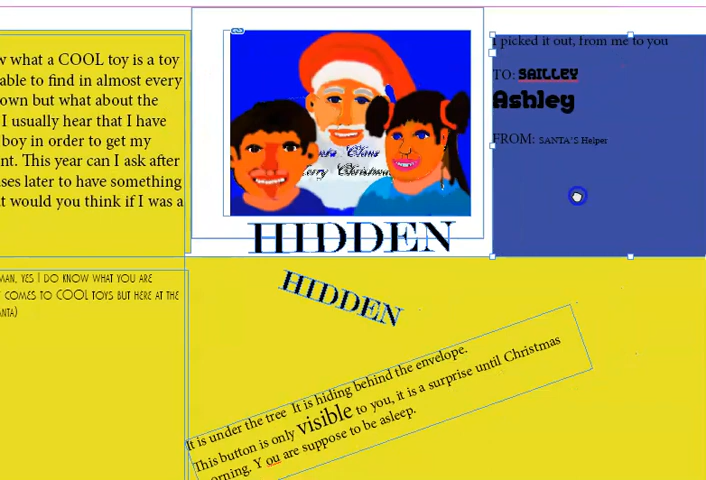 w what a COOL toy is a toy
able to find in almost every
own but what about the
I usually hear that I have
boy in order to get my
nt. This year can I ask after
ses later to have something
t would you think if I was a
Christmas
HIDDEN
I picked it out, from me to you
TO: SAILLEY
Ashley
FROM: SANTA'S Helper
MAN, YES I DO KNOW WHAT YOU ARE
COMES TO COOL TOYS BUT HERE AT THE
NTA)
HIDDEN
It is under the tree It is hiding behind the envelope.
This button is only visible to you, it is a surprise until Christmas
orning. Y ou are suppose to be asleep.